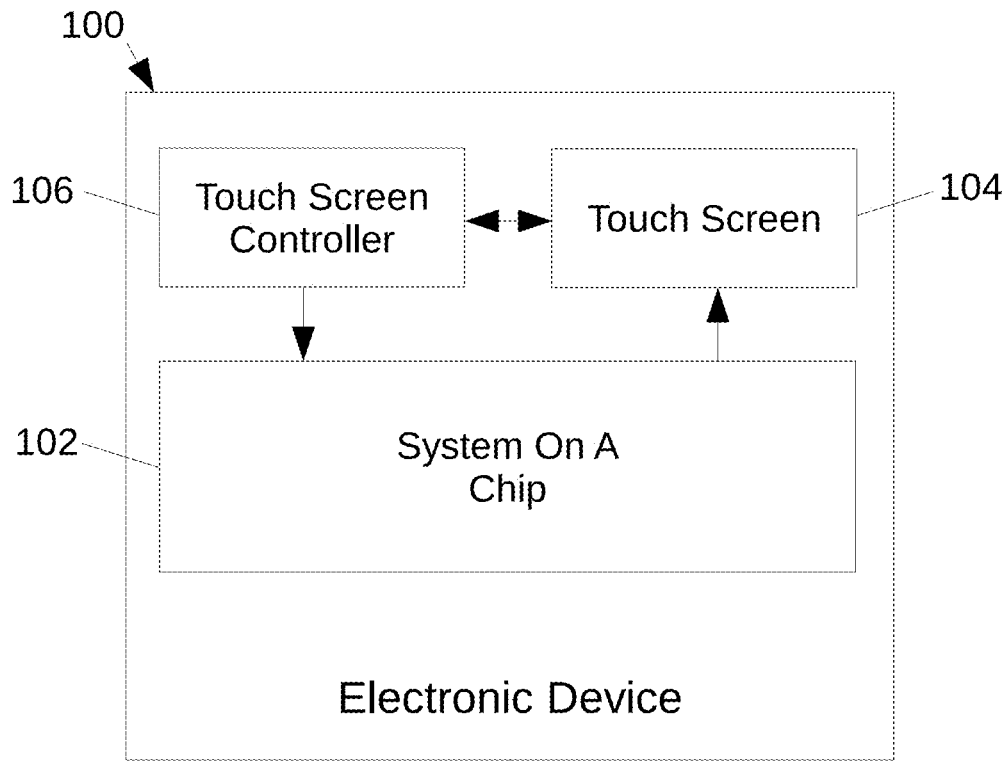 100
106
Touch Screen
Controller
Touch Screen
104
102
System On A
Chip
Electronic Device